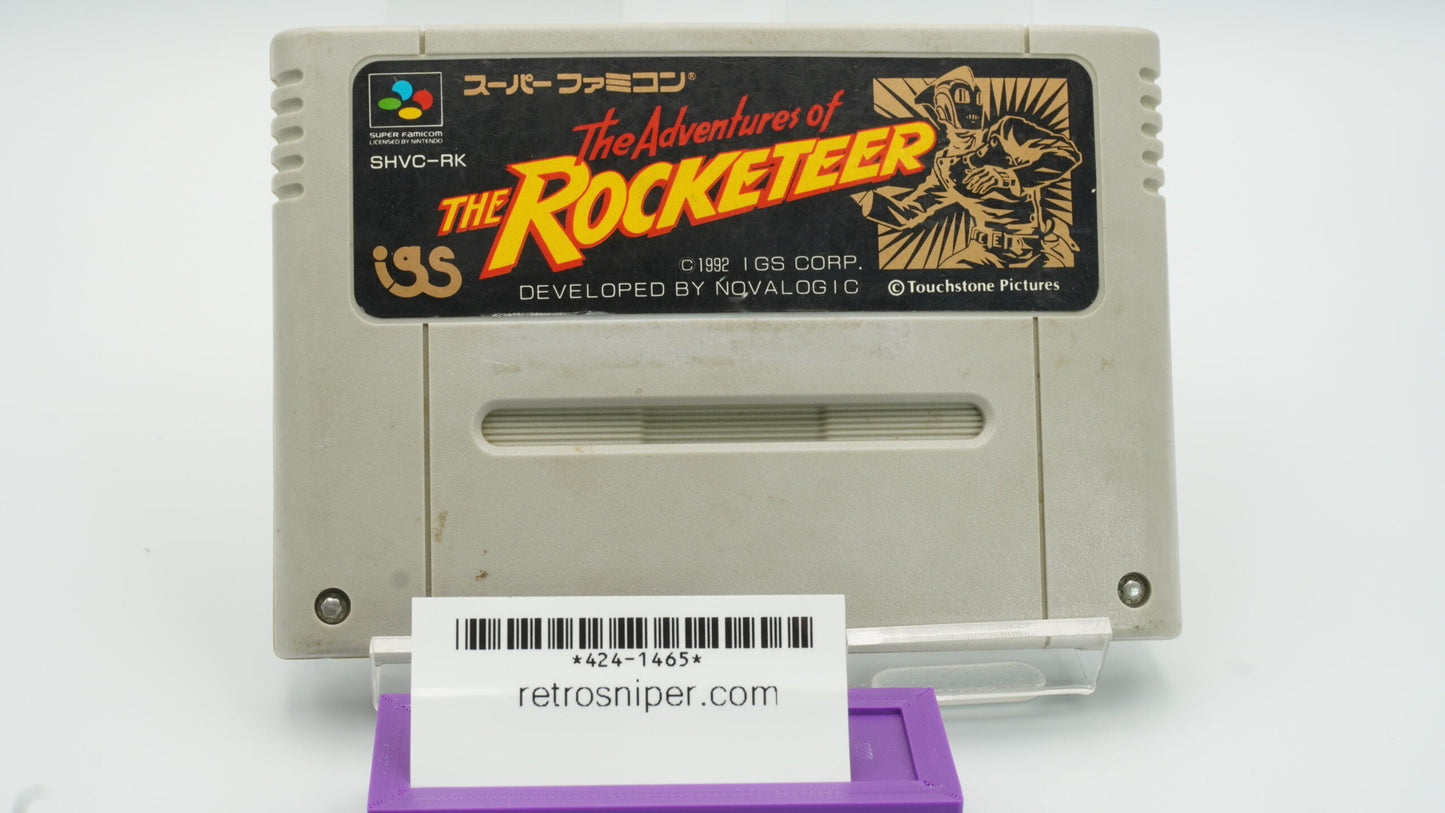 スーパーファミコン®
SUPER FAMICOM
LICENSED BY NINTENDO
SHVC-RK
The Adventures of
THE ROCKETEER
igs
©1992 IGS CORP.
DEVELOPED BY NOVALOGIC
©Touchstone Pictures
*424-1465*
retrosniper.com